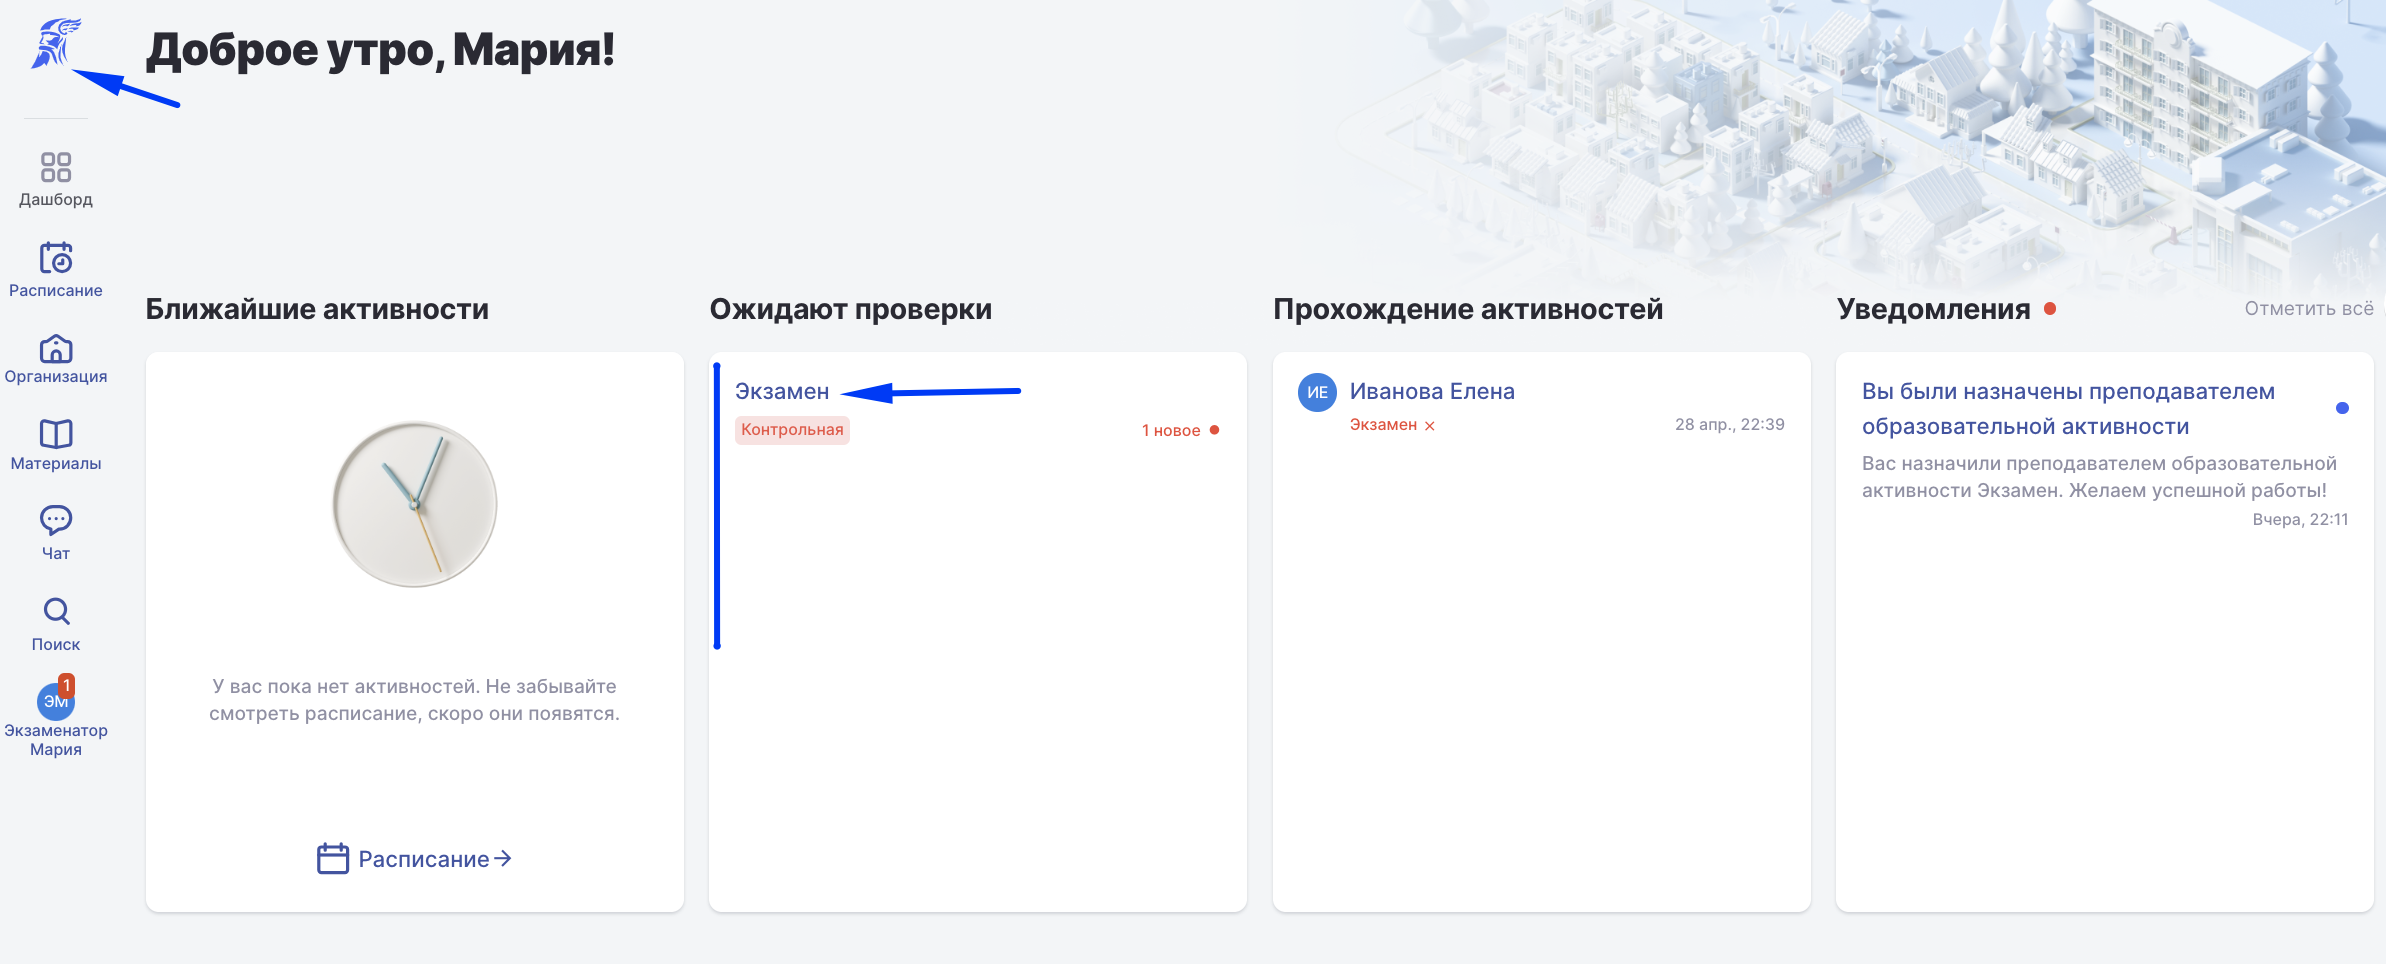 Доброе утро, Мария!
Дашборд
Расписание
Организация
Материалы
Чат
Поиск
1
ЭМ
Экзаменатор
Мария
Ближайшие активности
У вас пока нет активностей. Не забывайте
смотреть расписание, скоро они появятся.
Расписание
Ожидают проверки
Экзамен
Контрольная
1 новое
Прохождение активностей
ИЕ
Иванова Елена
Экзамен
28 апр., 22:39
Уведомления
Отметить всё
Вы были назначены преподавателем
образовательной активности
Вас назначили преподавателем образовательной
активности Экзамен. Желаем успешной работы!
Вчера, 22:11